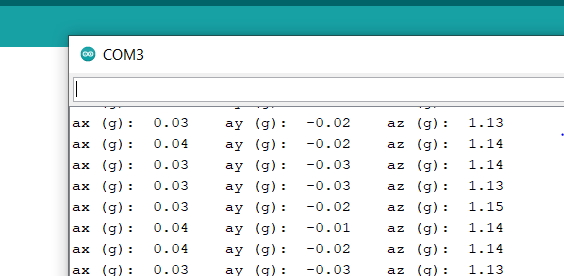 COM3
ax (g): 0.03 ay (g): -0.02 az (g): 1.13
ax (g): 0.04 ay (g): -0.02 az (g): 1.14
ax (g): 0.03 ay (g): -0.03 az (g): 1.14
ax (g): 0.03 ay (g): -0.03 az (g): 1.13
ax (g): 0.03 ay (g): -0.02 az (g): 1.15
ax (g): 0.04 ay (g): -0.01 az (g): 1.14
ax (g): 0.04 ay (g): -0.02 az (g): 1.14
ax (g): 0.03 ay (g): -0.03 az (g): 1.13